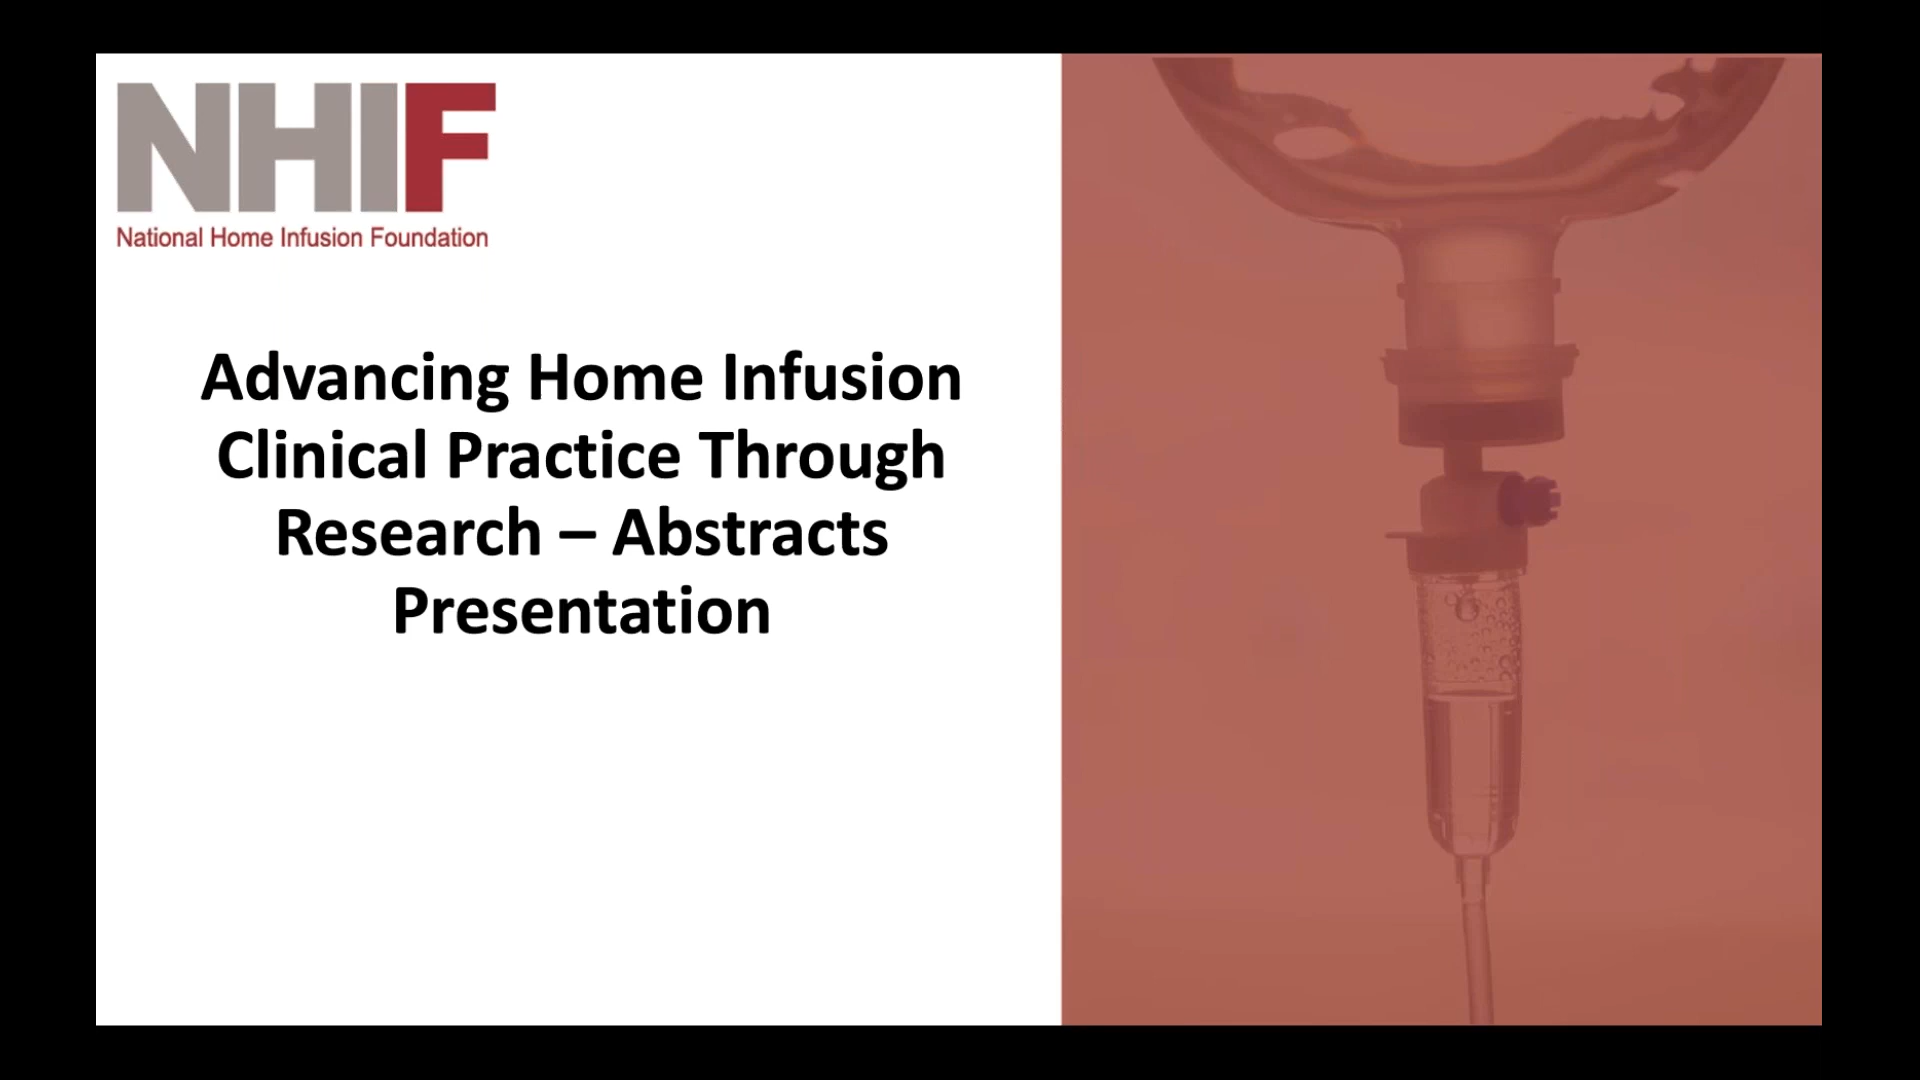 NHIF
National Home Infusion Foundation
Advancing Home Infusion
Clinical Practice Through
Research – Abstracts
Presentation